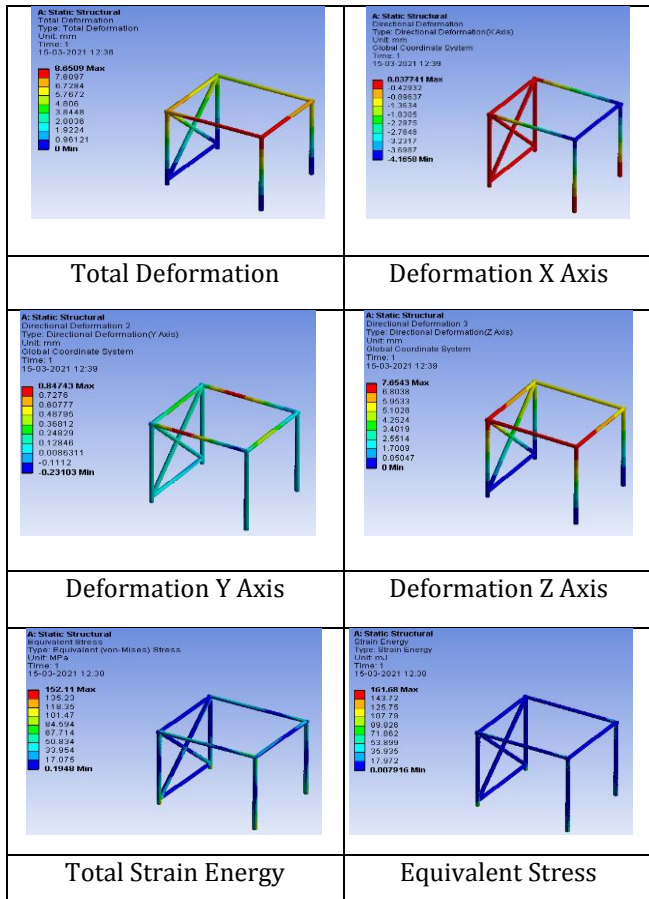 A: Static Structural
Total Deformation
Type: Total Deformation
Unit: mm
Time: 1
15-03-2021 12:38
8.6509 Max
7.6897
6.7284
5.7672
4.806
3.8448
2.8836
1.9224
0.96121
0 Min
Total Deformation
A: Static Structural
Directional Deformation
Type: Directional Deformation(X Axis)
Unit: mm
Global Coordinate System
Time: 1
15-03-2021 12:39
0.037741 Max
-0.42932
-0.89637
-1.3634
-1.8305
-2.2975
-2.7646
-3.2317
-3.6987
-4.1658 Min
Deformation X Axis
A: Static Structural
Directional Deformation 2
Type: Directional Deformation(Y Axis)
Unit: mm
Global Coordinate System
Time: 1
15-03-2021 12:39
0.84743 Max
0.7276
0.60777
0.48795
0.36812
0.24829
0.12846
0.0086311
-0.1112
-0.23103 Min
Deformation Y Axis
A: Static Structural
Directional Deformation 3
Type: Directional Deformation(Z Axis)
Unit: mm
Global Coordinate System
Time: 1
15-03-2021 12:39
7.6543 Max
6.8038
5.9533
5.1028
4.2524
3.4019
2.5514
1.7009
0.85047
0 Min
Deformation Z Axis
A: Static Structural
Equivalent Stress
Type: Equivalent (von-Mises) Stress
Unit: MPa
Time: 1
15-03-2021 12:38
152.11 Max
135.23
118.35
101.47
84.594
67.714
50.834
33.954
17.075
0.1948 Min
Total Strain Energy
A: Static Structural
Strain Energy
Type: Strain Energy
Unit: mJ
Time: 1
15-03-2021 12:38
161.68 Max
143.72
125.75
107.79
89.826
71.862
53.899
35.935
17.972
0.007916 Min
Equivalent Stress